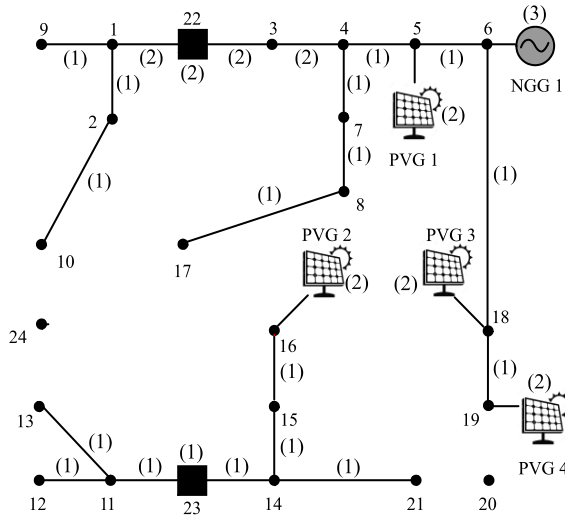 22 (3)
9 1 3 4 5 6
(1) (2) (2) (2) (2) (1) (1)
NGG 1
(1) (1) (2)
2 7
PVG 1
(1) (1) (1) (1)
8
10 17 PVG 2 PVG 3
(2) (2)
24 16 18
(1) (1)
13 15 19 (2)
(1) (1) (1)
PVG 4
(1) (1) (1) (1)
12 11 23 14 21 20